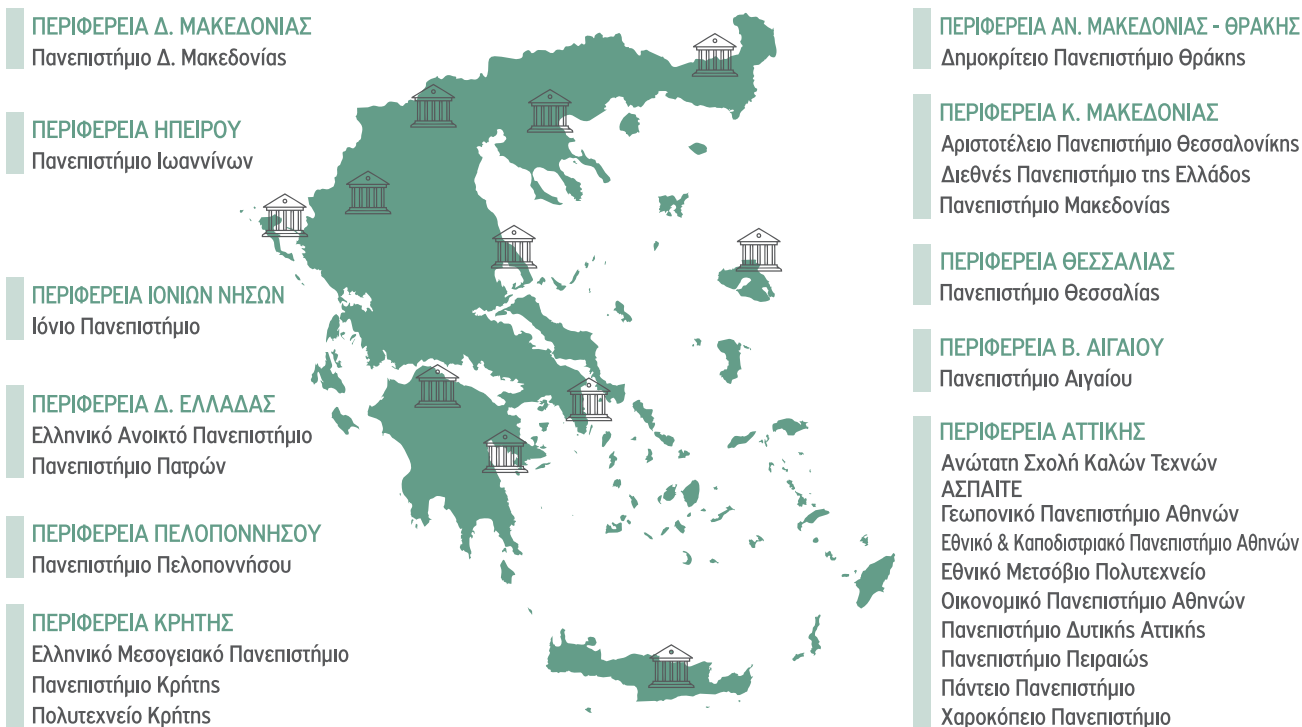 ΠΕΡΙΦΕΡΕΙΑ Δ. ΜΑΚΕΔΟΝΙΑΣ
Πανεπιστήμιο Δ. Μακεδονίας
ΠΕΡΙΦΕΡΕΙΑ ΗΠΕΙΡΟΥ
Πανεπιστήμιο Ιωαννίνων
ΠΕΡΙΦΕΡΕΙΑ ΙΟΝΙΩΝ ΝΗΣΩΝ
Ιόνιο Πανεπιστήμιο
ΠΕΡΙΦΕΡΕΙΑ Δ. ΕΛΛΑΔΑΣ
Ελληνικό Ανοικτό Πανεπιστήμιο
Πανεπιστήμιο Πατρών
ΠΕΡΙΦΕΡΕΙΑ ΠΕΛΟΠΟΝΝΗΣΟΥ
Πανεπιστήμιο Πελοποννήσου
ΠΕΡΙΦΕΡΕΙΑ ΚΡΗΤΗΣ
Ελληνικό Μεσογειακό Πανεπιστήμιο
Πανεπιστήμιο Κρήτης
Πολυτεχνείο Κρήτης
ΠΕΡΙΦΕΡΕΙΑ ΑΝ. ΜΑΚΕΔΟΝΙΑΣ - ΘΡΑΚΗΣ
Δημοκρίτειο Πανεπιστήμιο Θράκης
ΠΕΡΙΦΕΡΕΙΑ Κ. ΜΑΚΕΔΟΝΙΑΣ
Αριστοτέλειο Πανεπιστήμιο Θεσσαλονίκης
Διεθνές Πανεπιστήμιο της Ελλάδος
Πανεπιστήμιο Μακεδονίας
ΠΕΡΙΦΕΡΕΙΑ ΘΕΣΣΑΛΙΑΣ
Πανεπιστήμιο Θεσσαλίας
ΠΕΡΙΦΕΡΕΙΑ Β. ΑΙΓΑΙΟΥ
Πανεπιστήμιο Αιγαίου
ΠΕΡΙΦΕΡΕΙΑ ΑΤΤΙΚΗΣ
Ανώτατη Σχολή Καλών Τεχνών
ΑΣΠΑΙΤΕ
Γεωπονικό Πανεπιστήμιο Αθηνών
Εθνικό & Καποδιστριακό Πανεπιστήμιο Αθηνών
Εθνικό Μετσόβιο Πολυτεχνείο
Οικονομικό Πανεπιστήμιο Αθηνών
Πανεπιστήμιο Δυτικής Αττικής
Πανεπιστήμιο Πειραιώς
Πάντειο Πανεπιστήμιο
Χαροκόπειο Πανεπιστήμιο